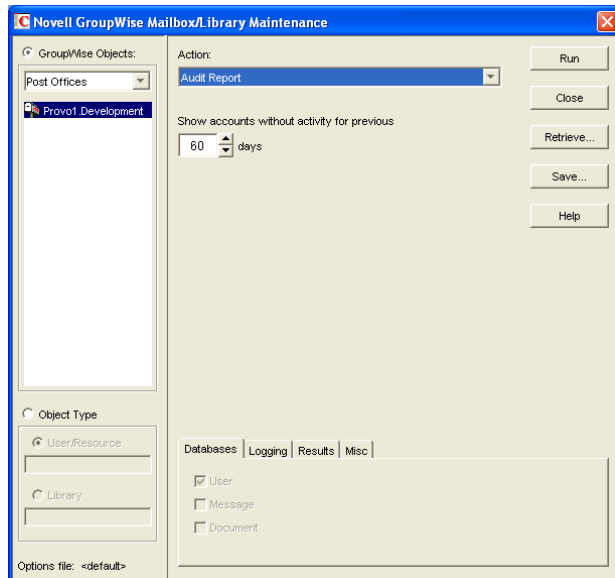 Novell GroupWise Mailbox/Library Maintenance
GroupWise Objects:
Post Offices
Provo1.Development
Action:
Audit Report
Show accounts without activity for previous
60 days
Run
Close
Retrieve...
Save...
Help
Object Type
User/Resource
Library
Databases Logging Results Misc
User
Message
Document
Options file: <default>